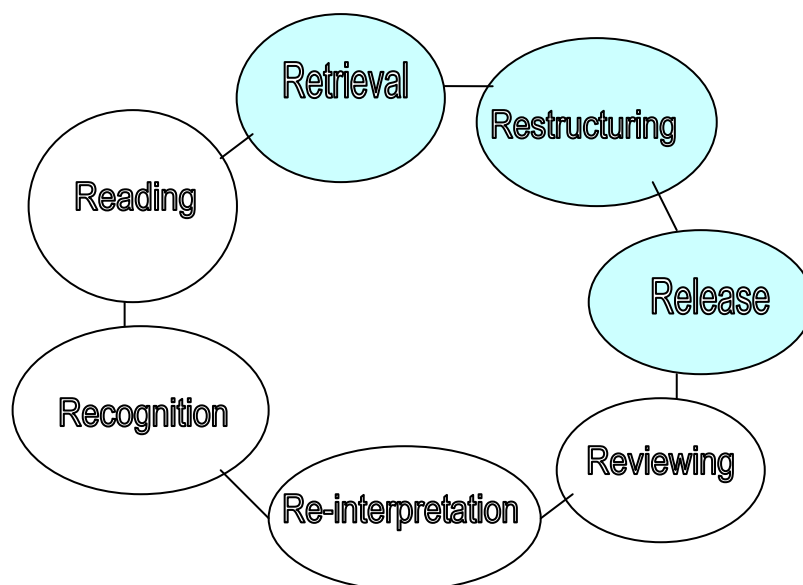 Retrieval
Restructuring
Reading
Release
Recognition
Reviewing
Re-interpretation